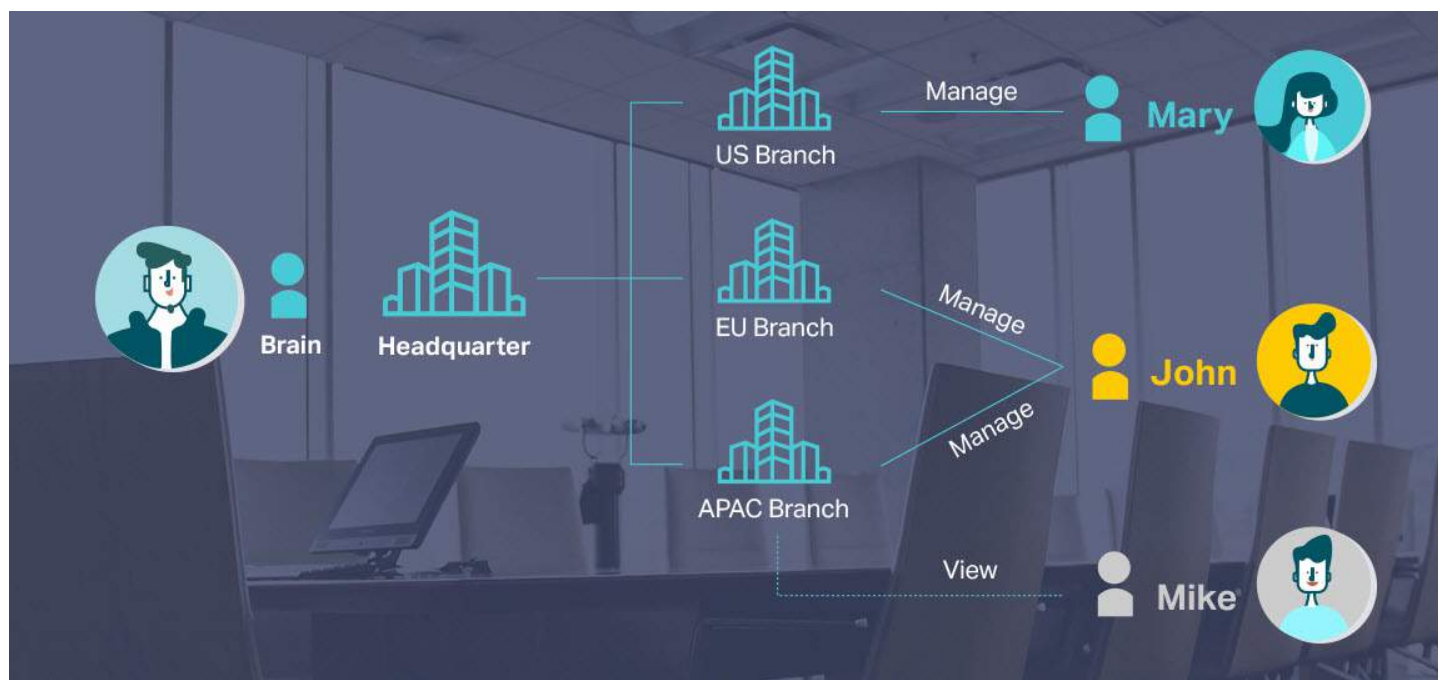 Manage
Mary
US Branch
Brain
Headquarter
EU Branch
Manage
John
Manage
APAC Branch
View
Mike